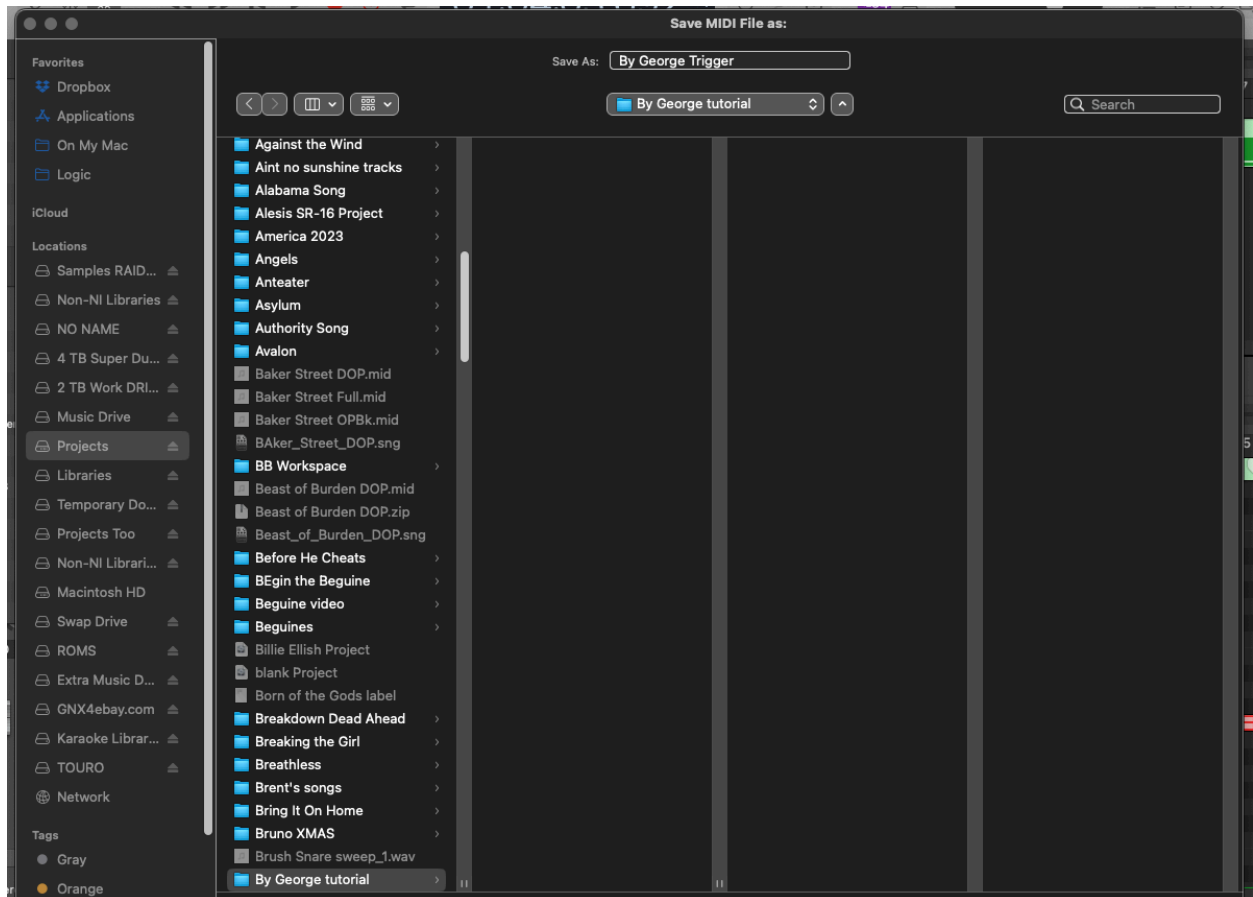 Save MIDI File as:
Save As: By George Trigger
By George tutorial
Search
Favorites
Dropbox
Applications
On My Mac
Logic
iCloud
Locations
Samples RAID...
Non-NI Libraries
NO NAME
4 TB Super Du...
2 TB Work DRI...
Music Drive
Projects
Libraries
Temporary Do...
Projects Too
Non-NI Librari...
Macintosh HD
Swap Drive
ROMS
Extra Music D...
GNX4ebay.com
Karaoke Librar...
TOURO
Network
Tags
Gray
Orange
Against the Wind
Aint no sunshine tracks
Alabama Song
Alesis SR-16 Project
America 2023
Angels
Anteater
Asylum
Authority Song
Avalon
Baker Street DOP.mid
Baker Street Full.mid
Baker Street OPBk.mid
BAker_Street_DOP.sng
BB Workspace
Beast of Burden DOP.mid
Beast of Burden DOP.zip
Beast_of_Burden_DOP.sng
Before He Cheats
BEgin the Beguine
Beguine video
Beguines
Billie Ellish Project
blank Project
Born of the Gods label
Breakdown Dead Ahead
Breaking the Girl
Breathless
Brent's songs
Bring It On Home
Bruno XMAS
Brush Snare sweep_1.wav
By George tutorial